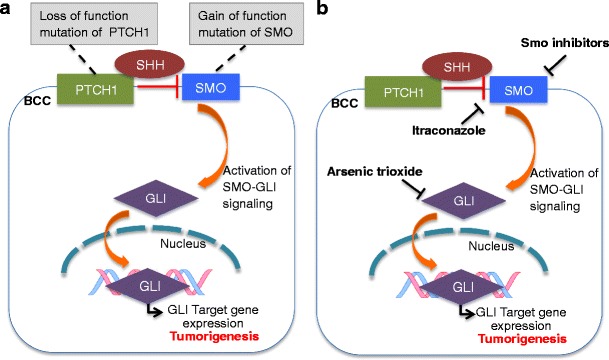 a
Loss of function
mutation of PTCH1
Gain of function
mutation of SMO
SHH
BCC
PTCH1
SMO
Activation of
SMO-GLI
signaling
GLI
Nucleus
GLI
GLI Target gene
expression
Tumorigenesis
b
Smo inhibitors
SHH
BCC
PTCH1
SMO
Itraconazole
Arsenic trioxide
Activation of
SMO-GLI
signaling
GLI
Nucleus
GLI
GLI Target gene
expression
Tumorigenesis